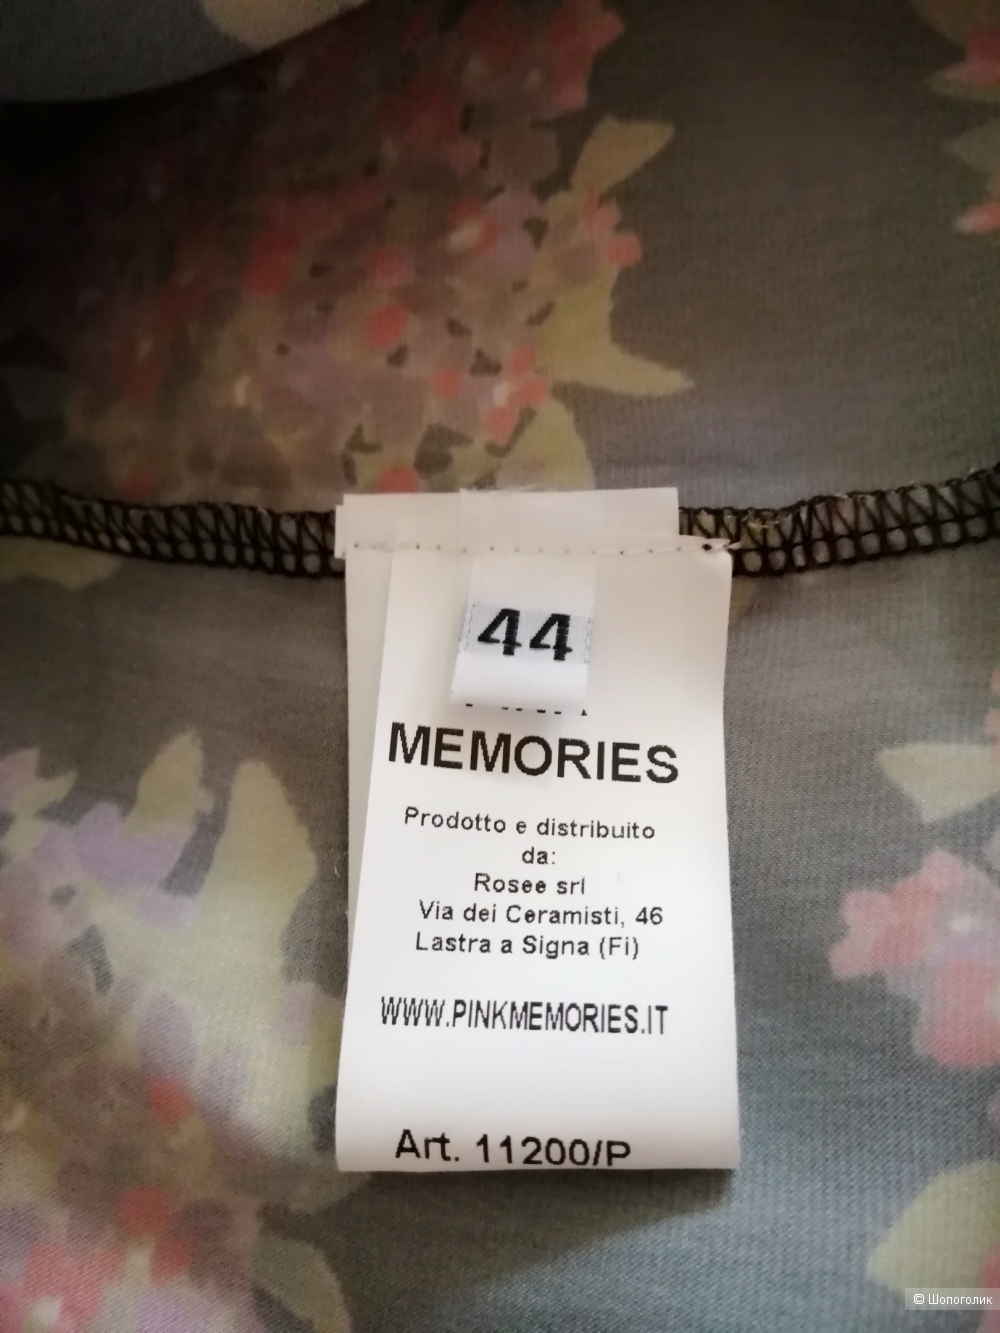 44
MEMORIES
Prodotto e distribuito
da:
Rosee srl
Via dei Ceramisti, 46
Lastra a Signa (Fi)
WWW.PINKMEMORIES.IT
Art. 11200/P
© Шопоголик